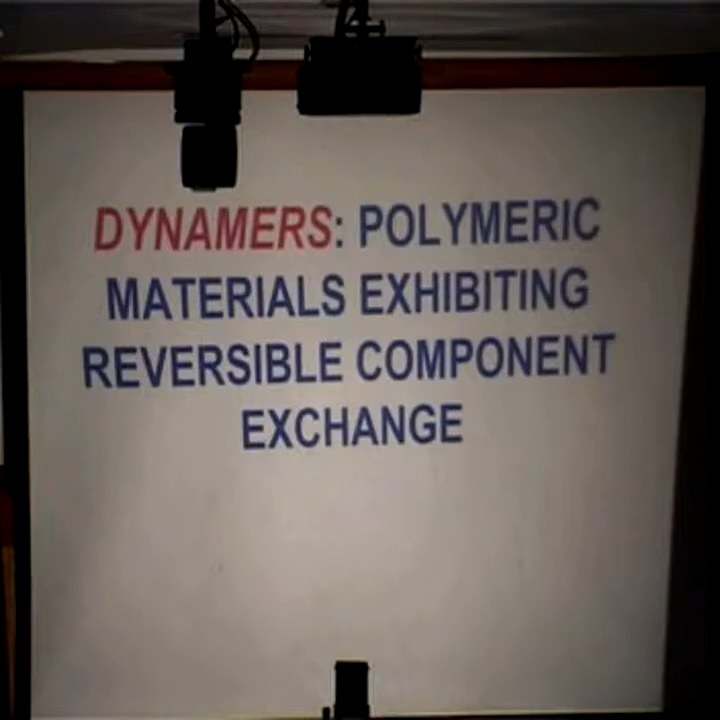 DYNAMERS: POLYMERIC
MATERIALS EXHIBITING
REVERSIBLE COMPONENT
EXCHANGE